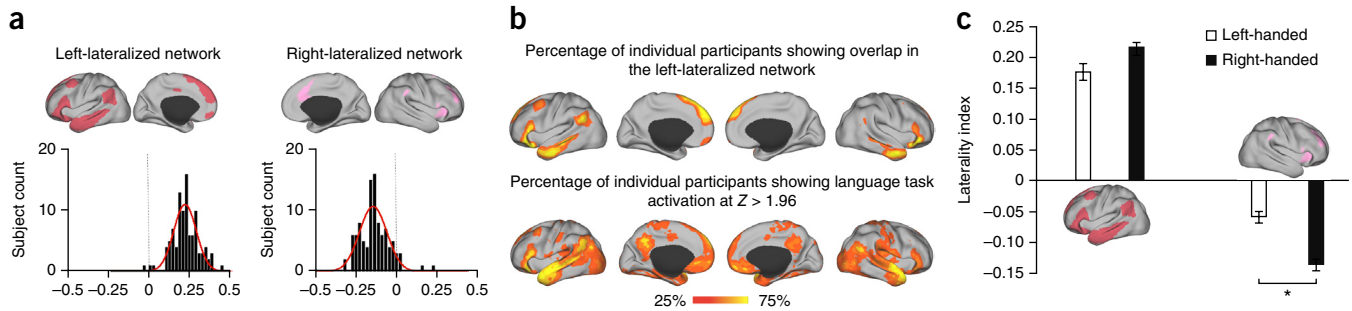 a
Left-lateralized network
Right-lateralized network
Subject count
20
10
0
–0.5
–0.25
0
0.25
0.5
Subject count
20
10
0
–0.5
–0.25
0
0.25
0.5
b
Percentage of individual participants showing overlap in
the left-lateralized network
Percentage of individual participants showing language task
activation at Z > 1.96
25%
75%
c
Laterality index
0.25
0.20
0.15
0.10
0.05
0
–0.05
–0.10
–0.15
Left-handed
Right-handed
*